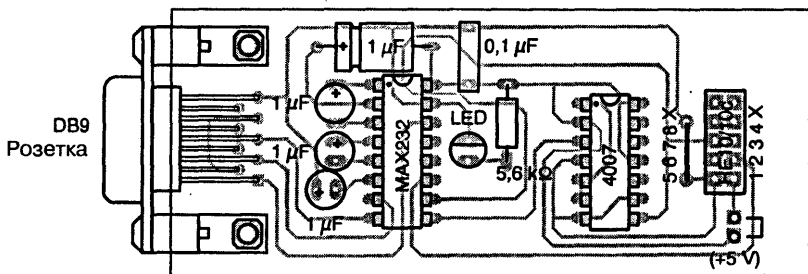 1 µF
0,1 µF
1 µF
DB9
Розетка
LED
MAX232
1 µF
4007
5 6 7 8 X
1 2 3 4 X
5,6 kΩ
1 µF
(+5 V)